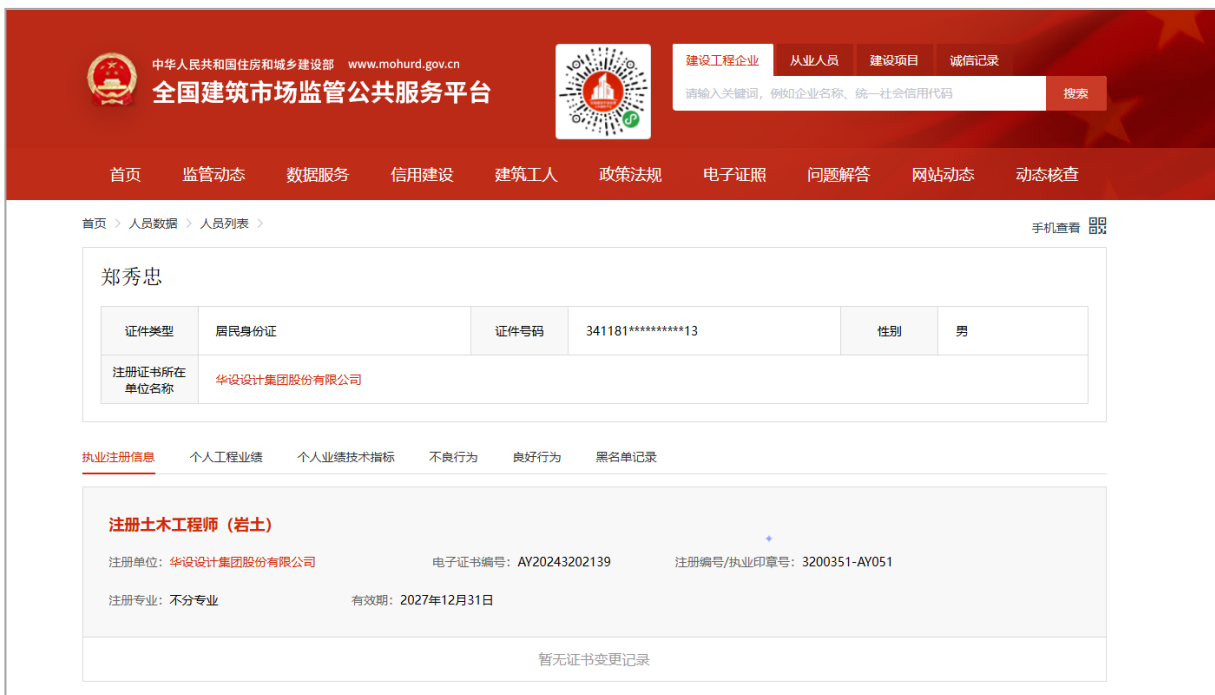 中华人民共和国住房和城乡建设部 www.mohurd.gov.cn
全国建筑市场监管公共服务平台
建设工程企业 从业人员 建设项目 诚信记录
请输入关键词，例如企业名称、统一社会信用代码 搜索
首页 监管动态 数据服务 信用建设 建筑工人 政策法规 电子证照 问题解答 网站动态 动态核查
首页 > 人员数据 > 人员列表 >
手机查看
郑秀忠
证件类型 居民身份证 证件号码 341181**********13 性别 男
注册证书所在
单位名称
华设设计集团股份有限公司
执业注册信息 个人工程业绩 个人业绩技术指标 不良行为 良好行为 黑名单记录
注册土木工程师（岩土）
注册单位：华设设计集团股份有限公司 电子证书编号：AY20243202139 注册编号/执业印章号：3200351-AY051
注册专业：不分专业 有效期：2027年12月31日
暂无证书变更记录